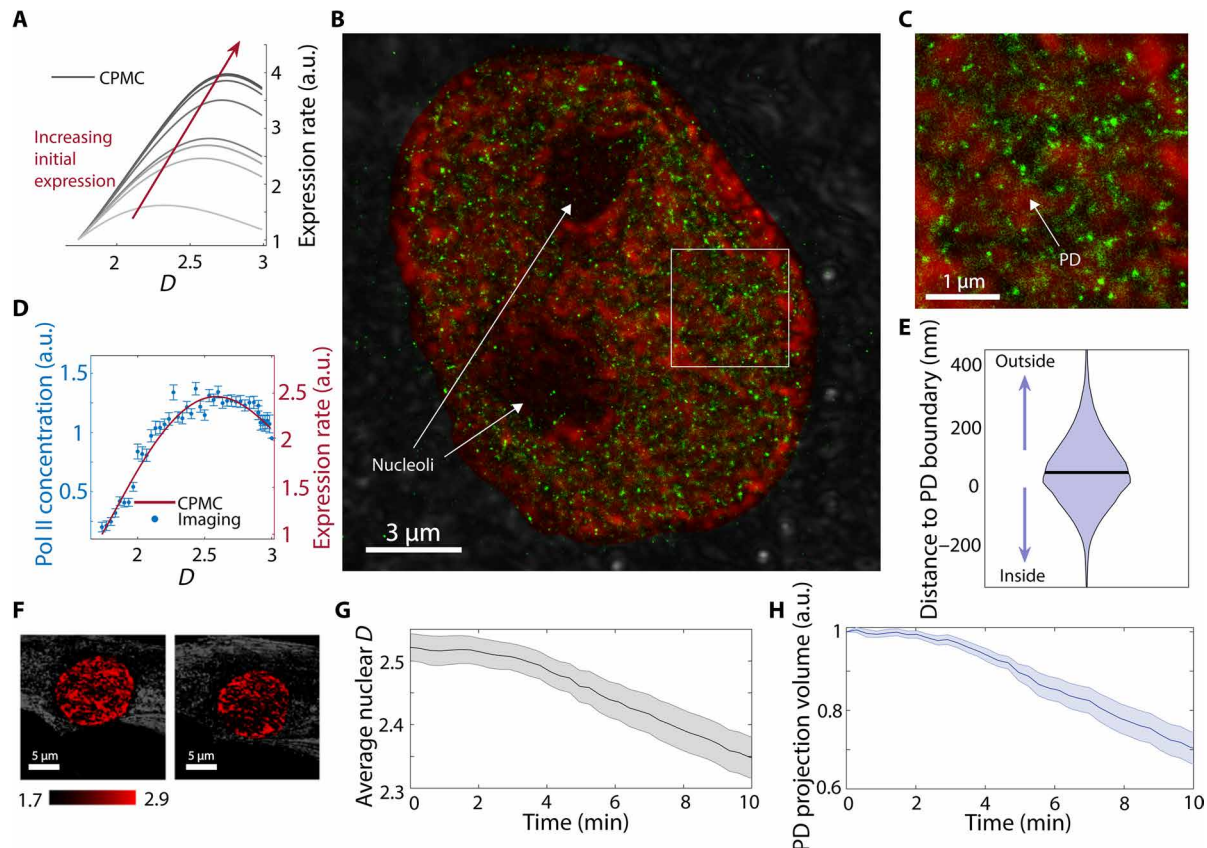 A
CPMC
Increasing
initial
expression
4
3
2
1
Expression rate (a.u.)
2
2.5
3
D
B
Nucleoli
3 µm
C
PD
1 µm
D
Pol II concentration (a.u.)
1.5
1
0.5
CPMC
Imaging
2.5
2
1.5
1
Expression rate (a.u.)
2
2.5
3
D
E
Distance to PD boundary (nm)
400
200
0
−200
Outside
Inside
F
5 µm
5 µm
1.7
2.9
G
Average nuclear D
2.5
2.4
2.3
0
2
4
6
8
10
Time (min)
H
PD projection volume (a.u.)
1
0.8
0.6
0
2
4
6
8
10
Time (min)